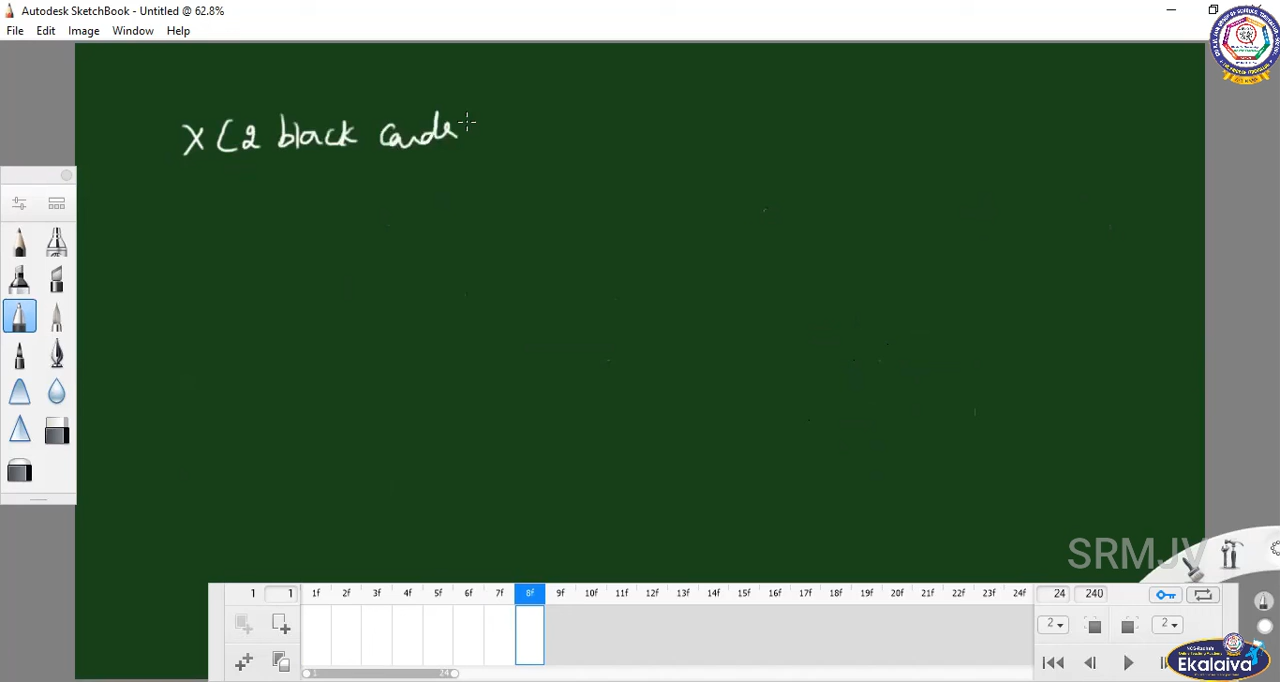 Autodesk SketchBook - Untitled @ 62.8%
File Edit Image Window Help
X (2 black cards
1 1 1f 2f 3f 4f 5f 6f 7f 8f 9f 10f 11f 12f 13f 14f 15f 16f 17f 18f 19f 20f 21f 22f 23f 24f 24 240
2 2
1 24
SRMJV
Ekalaiva